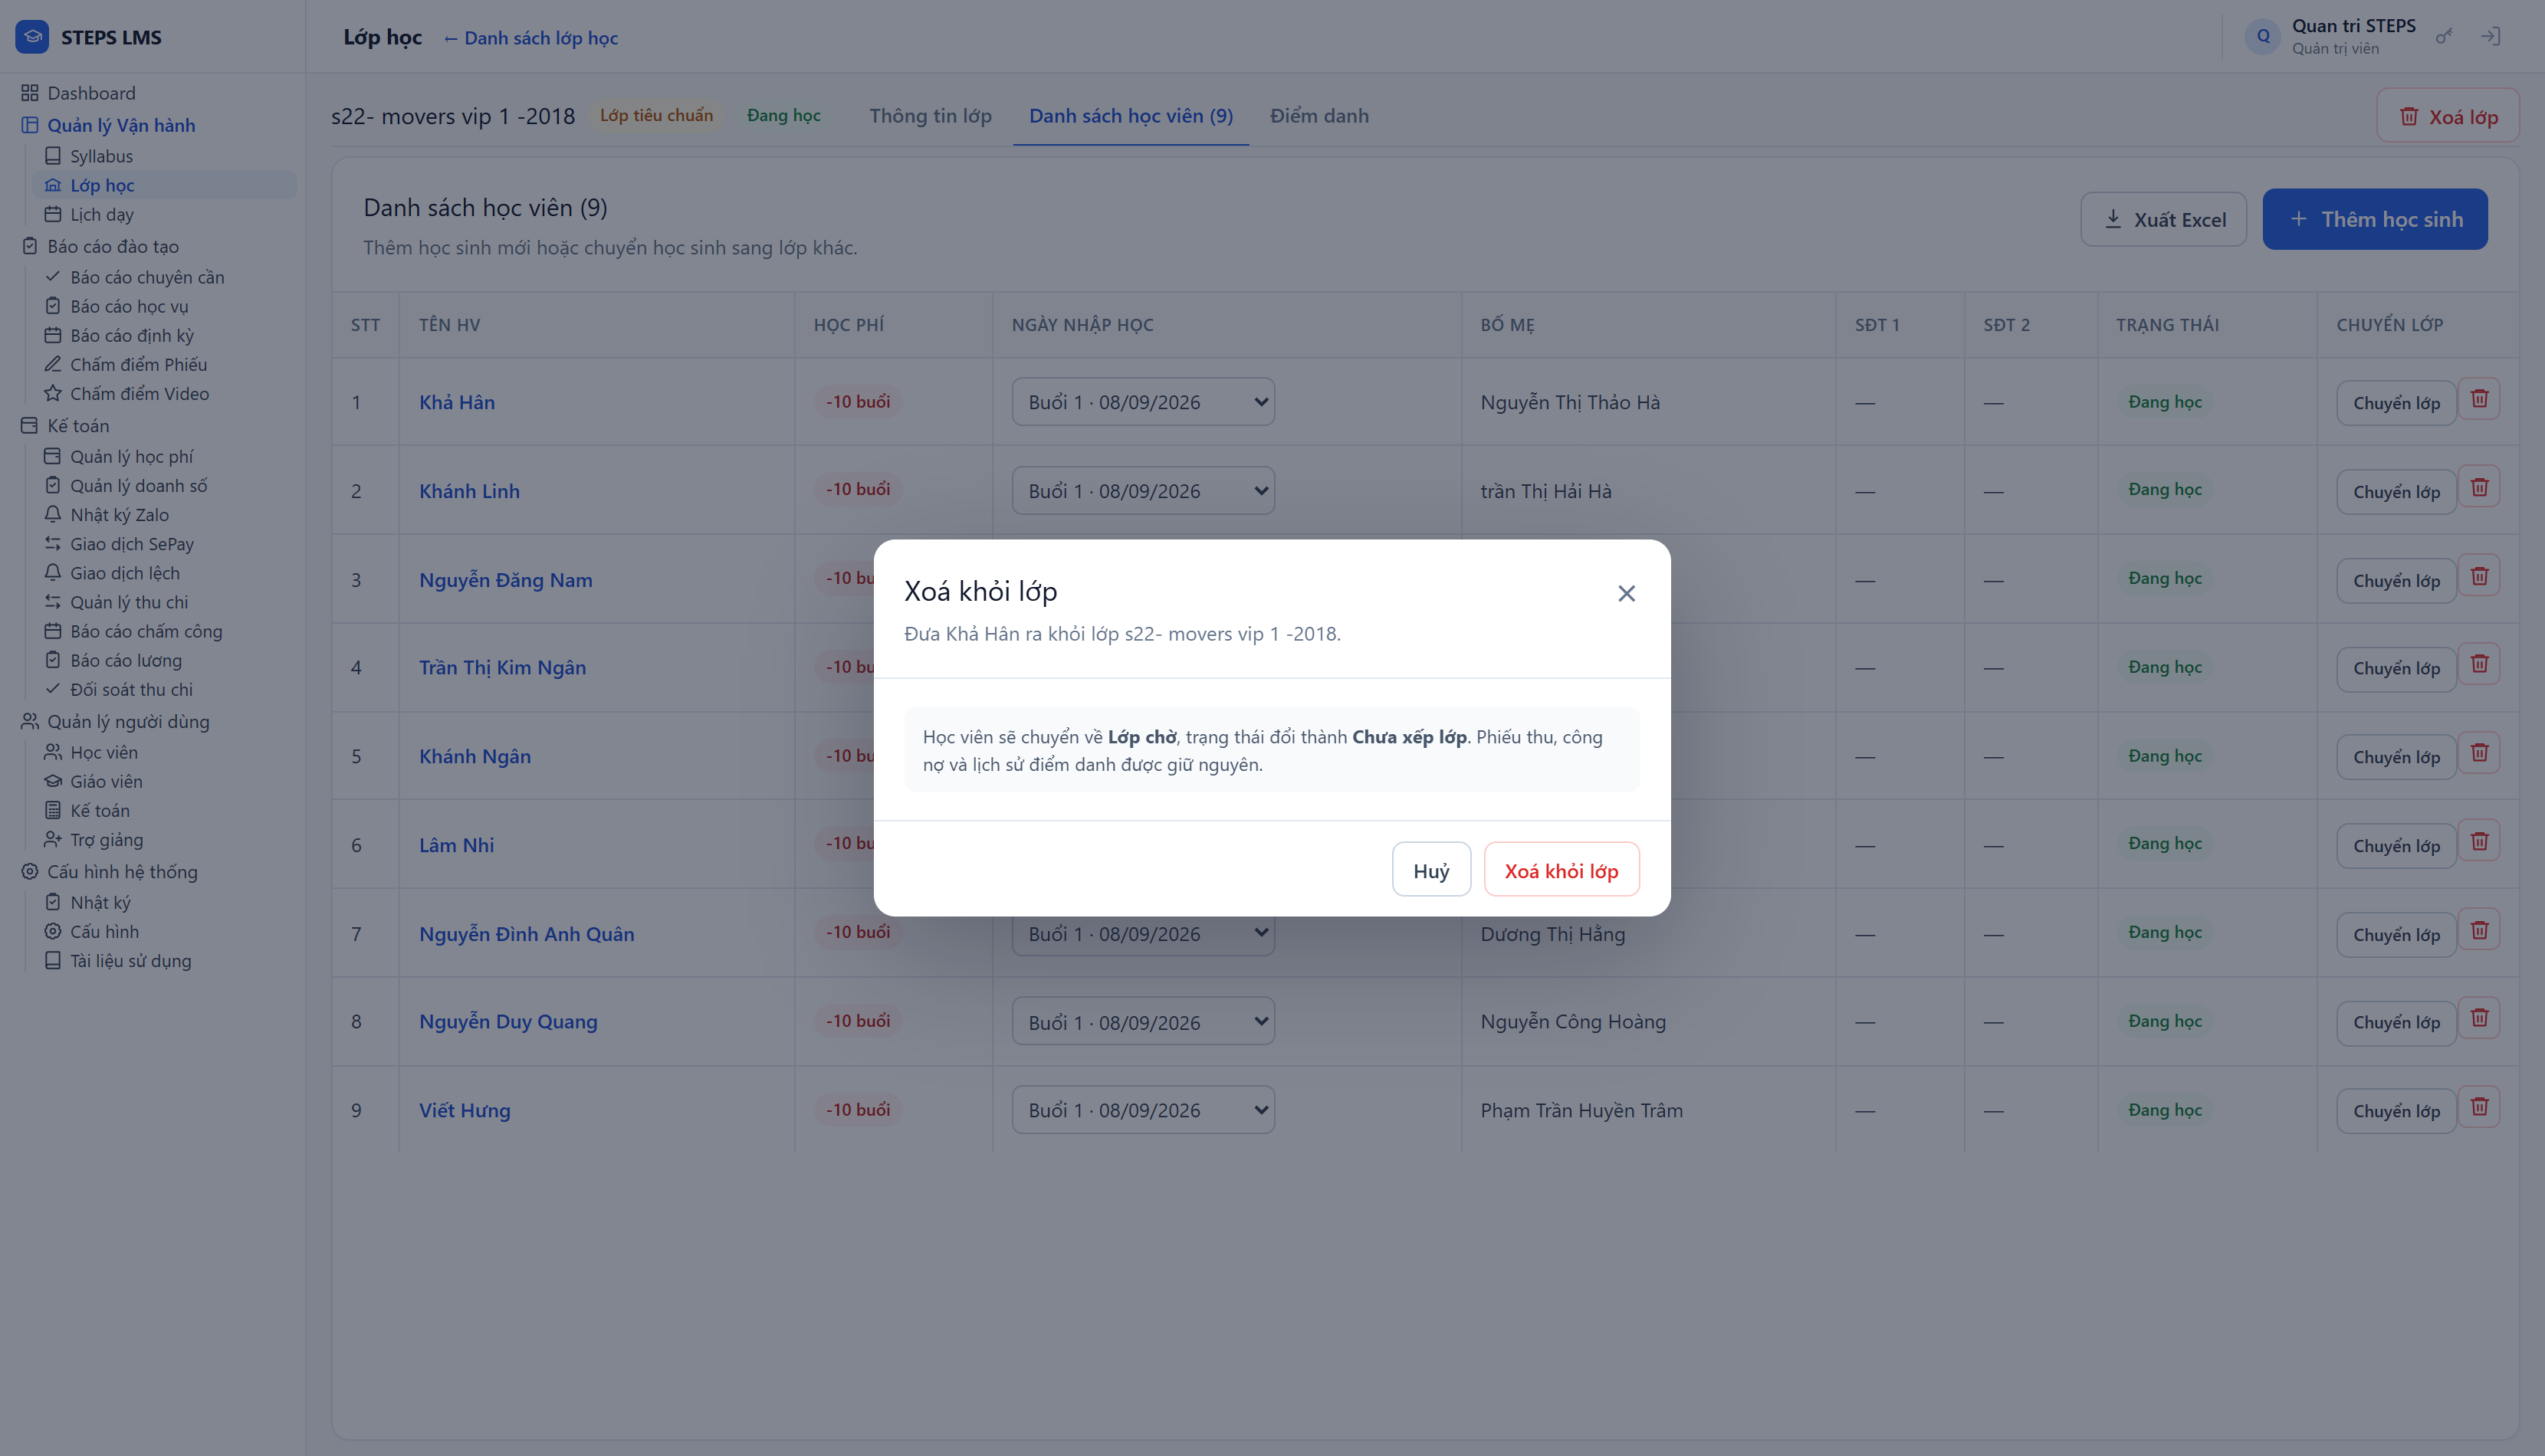 STEPS LMS
Lớp học
← Danh sách lớp học
Q
Quan tri STEPS
Quản trị viên
Dashboard
Quản lý Vận hành
Syllabus
Lớp học
Lịch dạy
Báo cáo đào tạo
Báo cáo chuyên cần
Báo cáo học vụ
Báo cáo định kỳ
Chấm điểm Phiếu
Chấm điểm Video
Kế toán
Quản lý học phí
Quản lý doanh số
Nhật ký Zalo
Giao dịch SePay
Giao dịch lệch
Quản lý thu chi
Báo cáo chấm công
Báo cáo lương
Đối soát thu chi
Quản lý người dùng
Học viên
Giáo viên
Kế toán
Trợ giảng
Cấu hình hệ thống
Nhật ký
Cấu hình
Tài liệu sử dụng
s22- movers vip 1 -2018 Lớp tiêu chuẩn Đang học Thông tin lớp Danh sách học viên (9) Điểm danh Xoá lớp
Danh sách học viên (9)
Thêm học sinh mới hoặc chuyển học sinh sang lớp khác.
Xuất Excel
Thêm học sinh
STT TÊN HV HỌC PHÍ NGÀY NHẬP HỌC BỐ MẸ SĐT 1 SĐT 2 TRẠNG THÁI CHUYỂN LỚP
1 Khả Hân -10 buổi Buổi 1 · 08/09/2026 Nguyễn Thị Thảo Hà — — Đang học Chuyển lớp
2 Khánh Linh -10 buổi Buổi 1 · 08/09/2026 trần Thị Hải Hà — — Đang học Chuyển lớp
3 Nguyễn Đăng Nam -10 bu — — Đang học Chuyển lớp
4 Trần Thị Kim Ngân -10 bu — — Đang học Chuyển lớp
5 Khánh Ngân -10 bu — — Đang học Chuyển lớp
6 Lâm Nhi -10 bu — — Đang học Chuyển lớp
7 Nguyễn Đình Anh Quân -10 buổi Buổi 1 · 08/09/2026 Dương Thị Hằng — — Đang học Chuyển lớp
8 Nguyễn Duy Quang -10 buổi Buổi 1 · 08/09/2026 Nguyễn Công Hoàng — — Đang học Chuyển lớp
9 Viết Hưng -10 buổi Buổi 1 · 08/09/2026 Phạm Trần Huyền Trâm — — Đang học Chuyển lớp
Xoá khỏi lớp
Đưa Khả Hân ra khỏi lớp s22- movers vip 1 -2018.
Học viên sẽ chuyển về Lớp chờ, trạng thái đổi thành Chưa xếp lớp. Phiếu thu, công
nợ và lịch sử điểm danh được giữ nguyên.
Huỷ
Xoá khỏi lớp